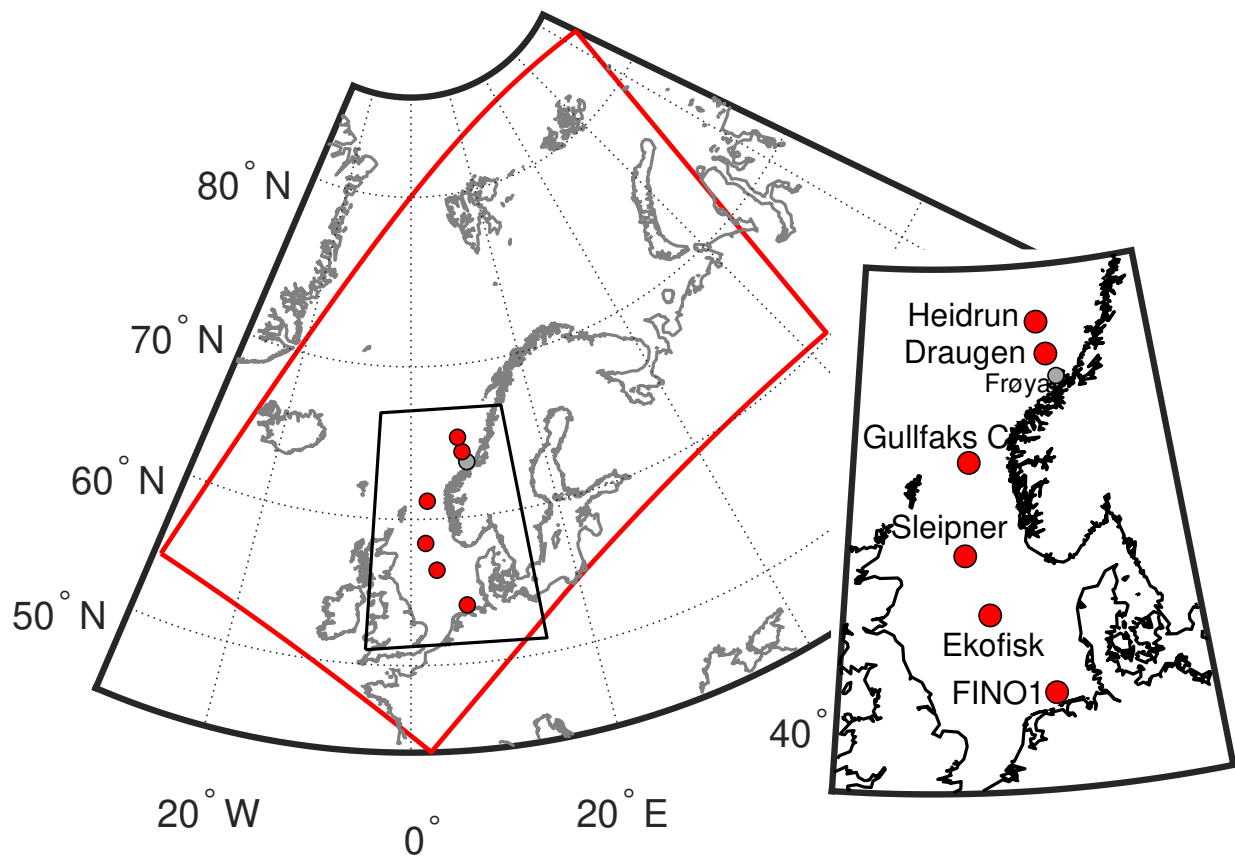 80° N
70° N
60° N
50° N
20° W
0°
20° E
40°
Heidrun
Draugen
Frøya
Gullfaks C
Sleipner
Ekofisk
FINO1